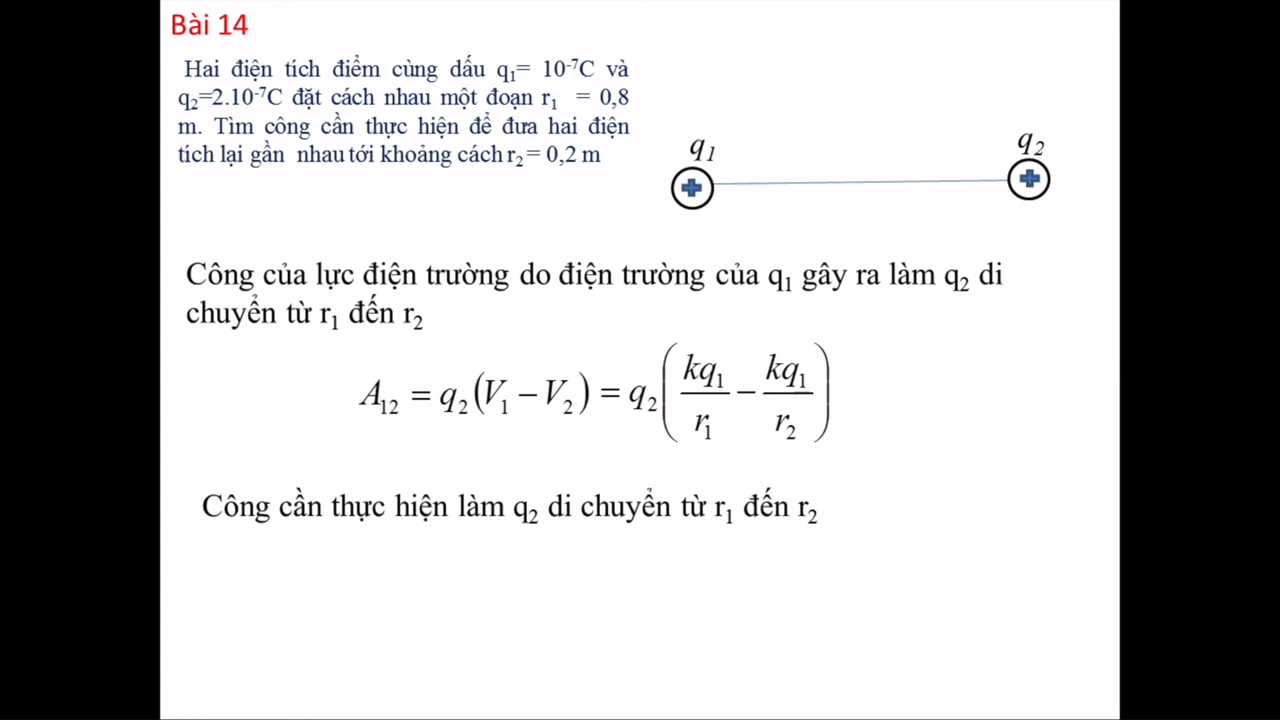 Bài 14
Hai điện tích điểm cùng dấu q₁= 10⁻⁷C và
q₂=2.10⁻⁷C đặt cách nhau một đoạn r₁ = 0,8
m. Tìm công cần thực hiện để đưa hai điện
tích lại gần nhau tới khoảng cách r₂ = 0,2 m
q₁ q₂
Công của lực điện trường do điện trường của q₁ gây ra làm q₂ di
chuyển từ r₁ đến r₂
A₁₂ = q₂(V₁ − V₂) = q₂(kq₁/r₁ − kq₁/r₂)
Công cần thực hiện làm q₂ di chuyển từ r₁ đến r₂